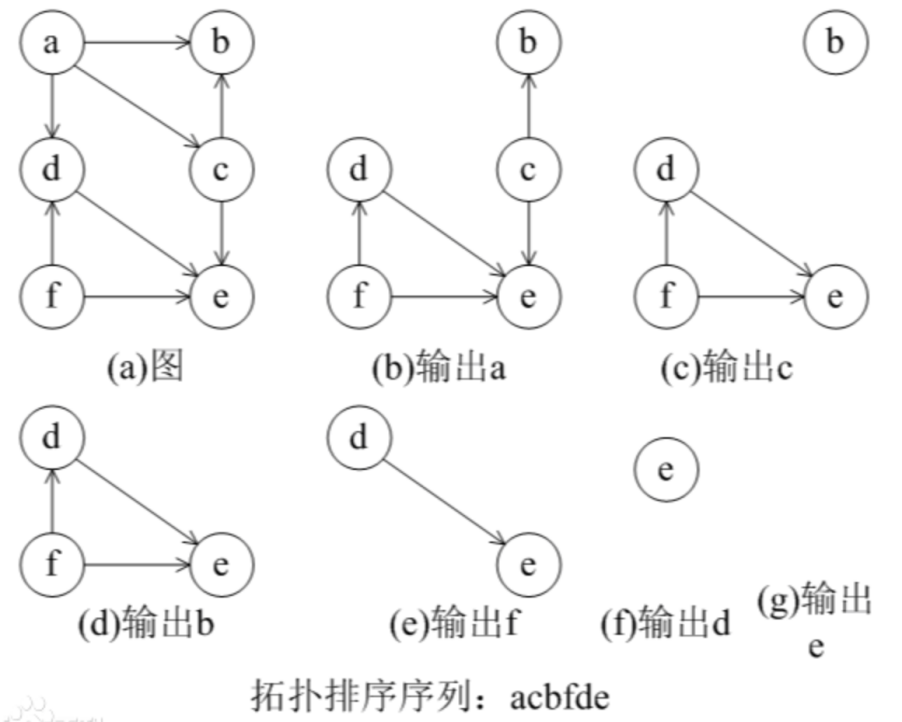 a b b
d c d c d
f e f e f e
(a)图 (b)输出a (c)输出c
d d e
f e e
(d)输出b (e)输出f (f)输出d (g)输出
e
拓扑排序序列：acbfde